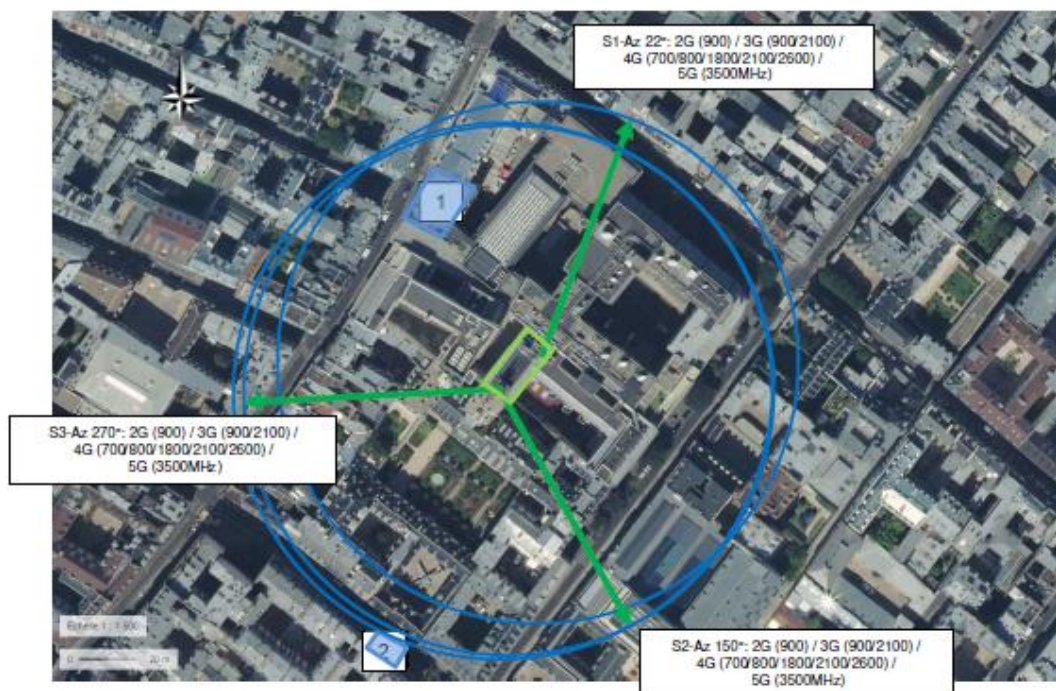 S1-Az 22°: 2G (900) / 3G (900/2100) /
4G (700/800/1800/2100/2600) /
5G (3500MHz)
1
S3-Az 270°: 2G (900) / 3G (900/2100) /
4G (700/800/1800/2100/2600) /
5G (3500MHz)
0 20 m
2
S2-Az 150°: 2G (900) / 3G (900/2100) /
4G (700/800/1800/2100/2600) /
5G (3500MHz)